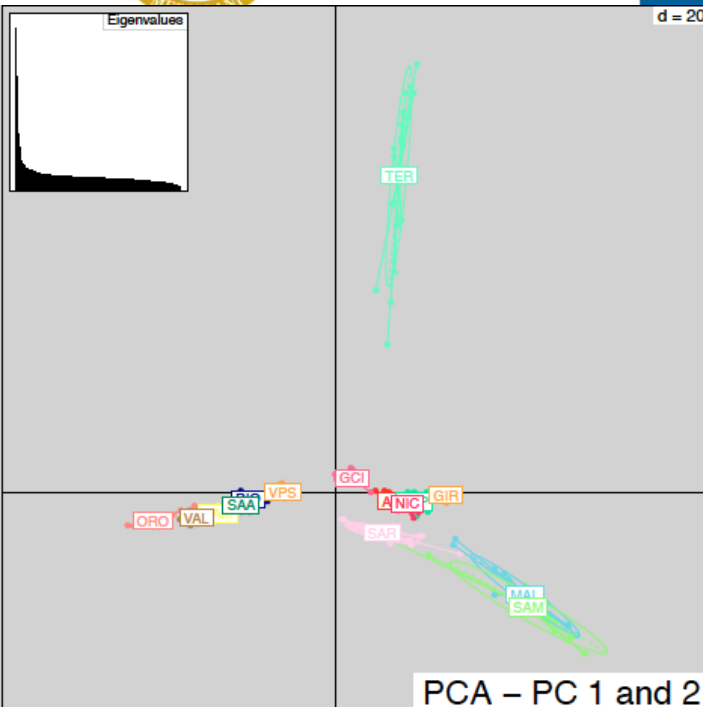 Eigenvalues
d = 20
TER
GCI
VPS
SAA
NIC
GIR
ORO
VAL
SAR
MAL
SAM
PCA – PC 1 and 2